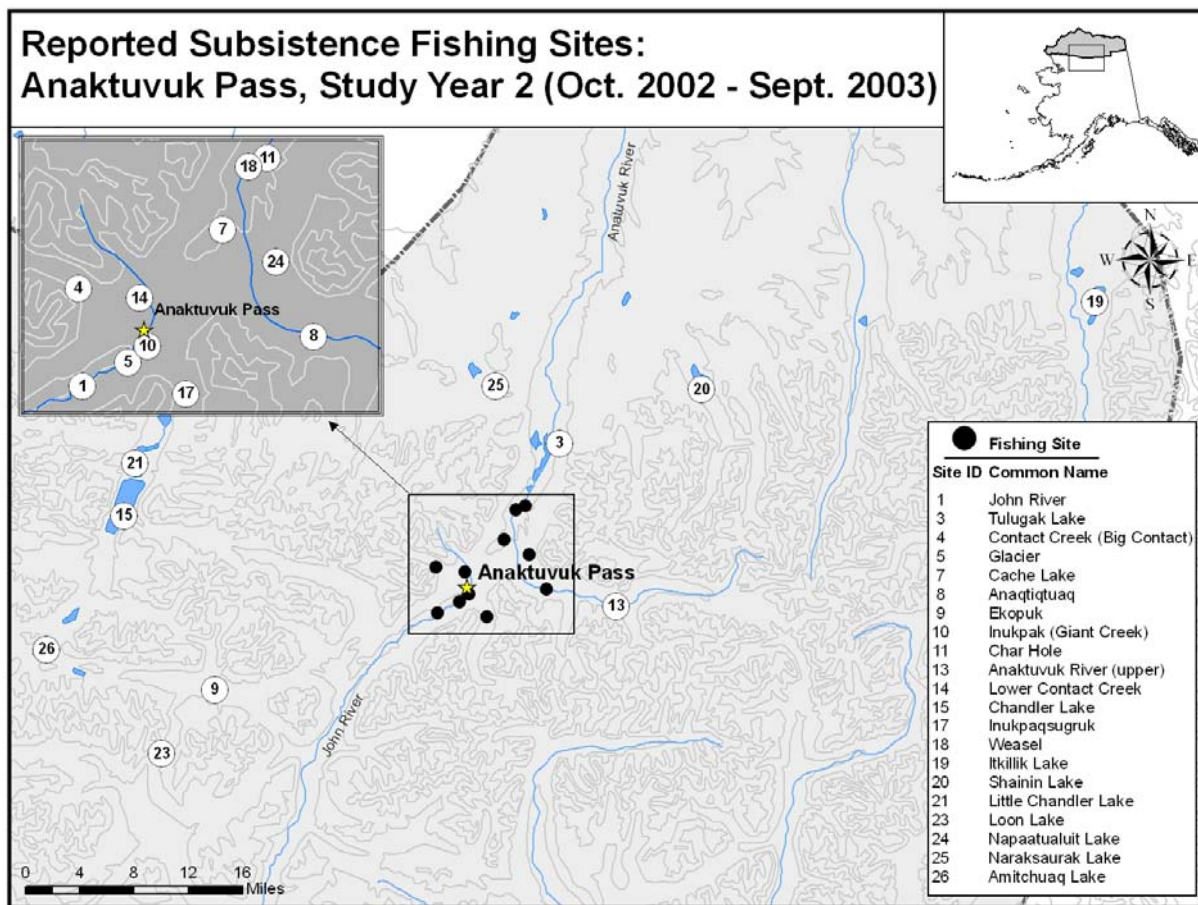 Reported Subsistence Fishing Sites:
Anaktuvuk Pass, Study Year 2 (Oct. 2002 - Sept. 2003)
11
18
7
24
4
14
Anaktuvuk Pass
10
8
5
1
17
Anatuvuk River
N
W E
S
19
25
20
3
21
15
Anaktuvuk Pass
13
26
9
23
John River
Fishing Site
Site ID Common Name
1 John River
3 Tulugak Lake
4 Contact Creek (Big Contact)
5 Glacier
7 Cache Lake
8 Anaqtiqtuaq
9 Ekopuk
10 Inukpak (Giant Creek)
11 Char Hole
13 Anaktuvuk River (upper)
14 Lower Contact Creek
15 Chandler Lake
17 Inukpaqsugruk
18 Weasel
19 Itkillik Lake
20 Shainin Lake
21 Little Chandler Lake
23 Loon Lake
24 Napaatualuit Lake
25 Naraksaurak Lake
26 Amitchuaq Lake
0 4 8 12 16
Miles